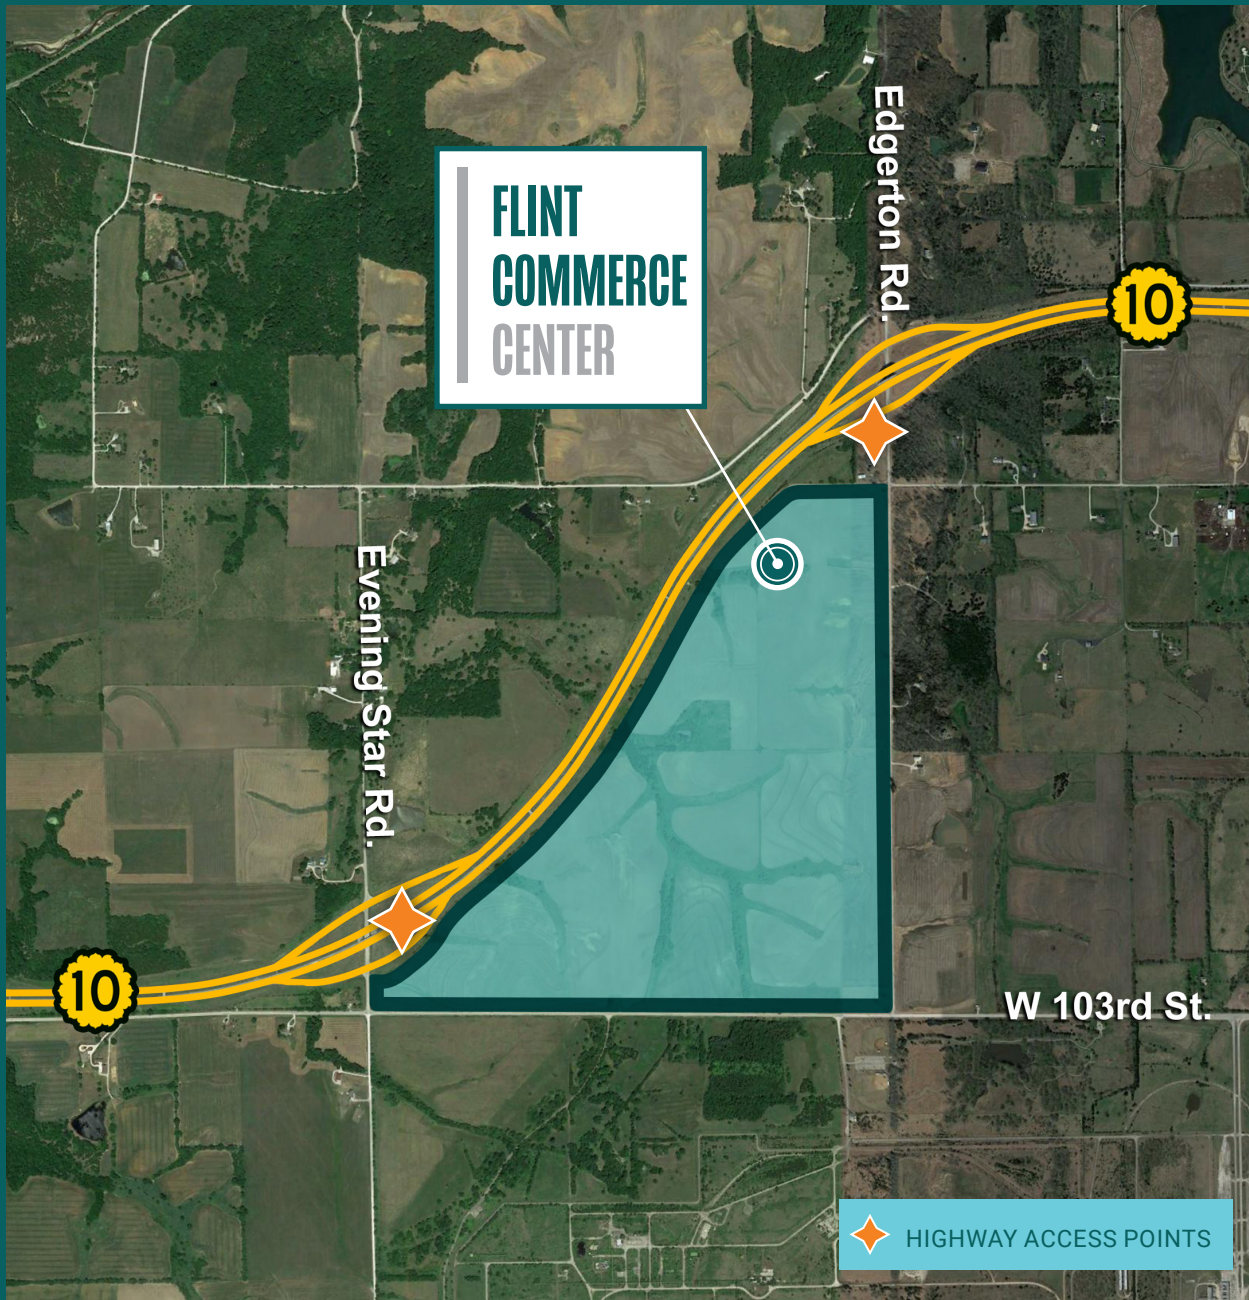 Edgerton Rd.
FLINT
COMMERCE
CENTER
10
Evening Star Rd.
10
W 103rd St.
HIGHWAY ACCESS POINTS